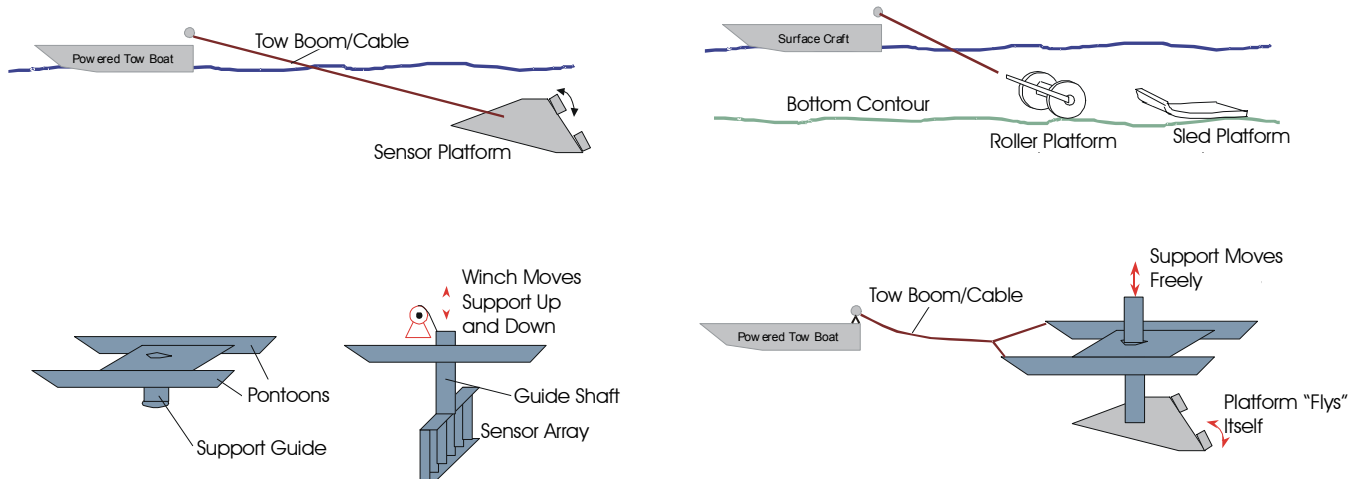 Tow Boom/Cable
Powered Tow Boat
Sensor Platform
Surface Craft
Bottom Contour
Roller Platform
Sled Platform
Winch Moves
Support Up
and Down
Pontoons
Guide Shaft
Support Guide
Sensor Array
Support Moves
Freely
Tow Boom/Cable
Powered Tow Boat
Platform “Flys”
Itself